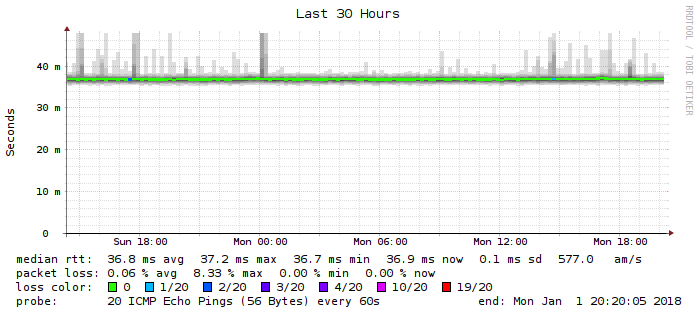 Last 30 Hours
RRDTOOL / TOBI OETIKER
Seconds
40 m
30 m
20 m
10 m
0
Sun 18:00 Mon 00:00 Mon 06:00 Mon 12:00 Mon 18:00
median rtt: 36.8 ms avg 37.2 ms max 36.7 ms min 36.9 ms now 0.1 ms sd 577.0 am/s
packet loss: 0.06 % avg 8.33 % max 0.00 % min 0.00 % now
loss color: 0 1/20 2/20 3/20 4/20 10/20 19/20
probe: 20 ICMP Echo Pings (56 Bytes) every 60s end: Mon Jan 1 20:20:05 2018